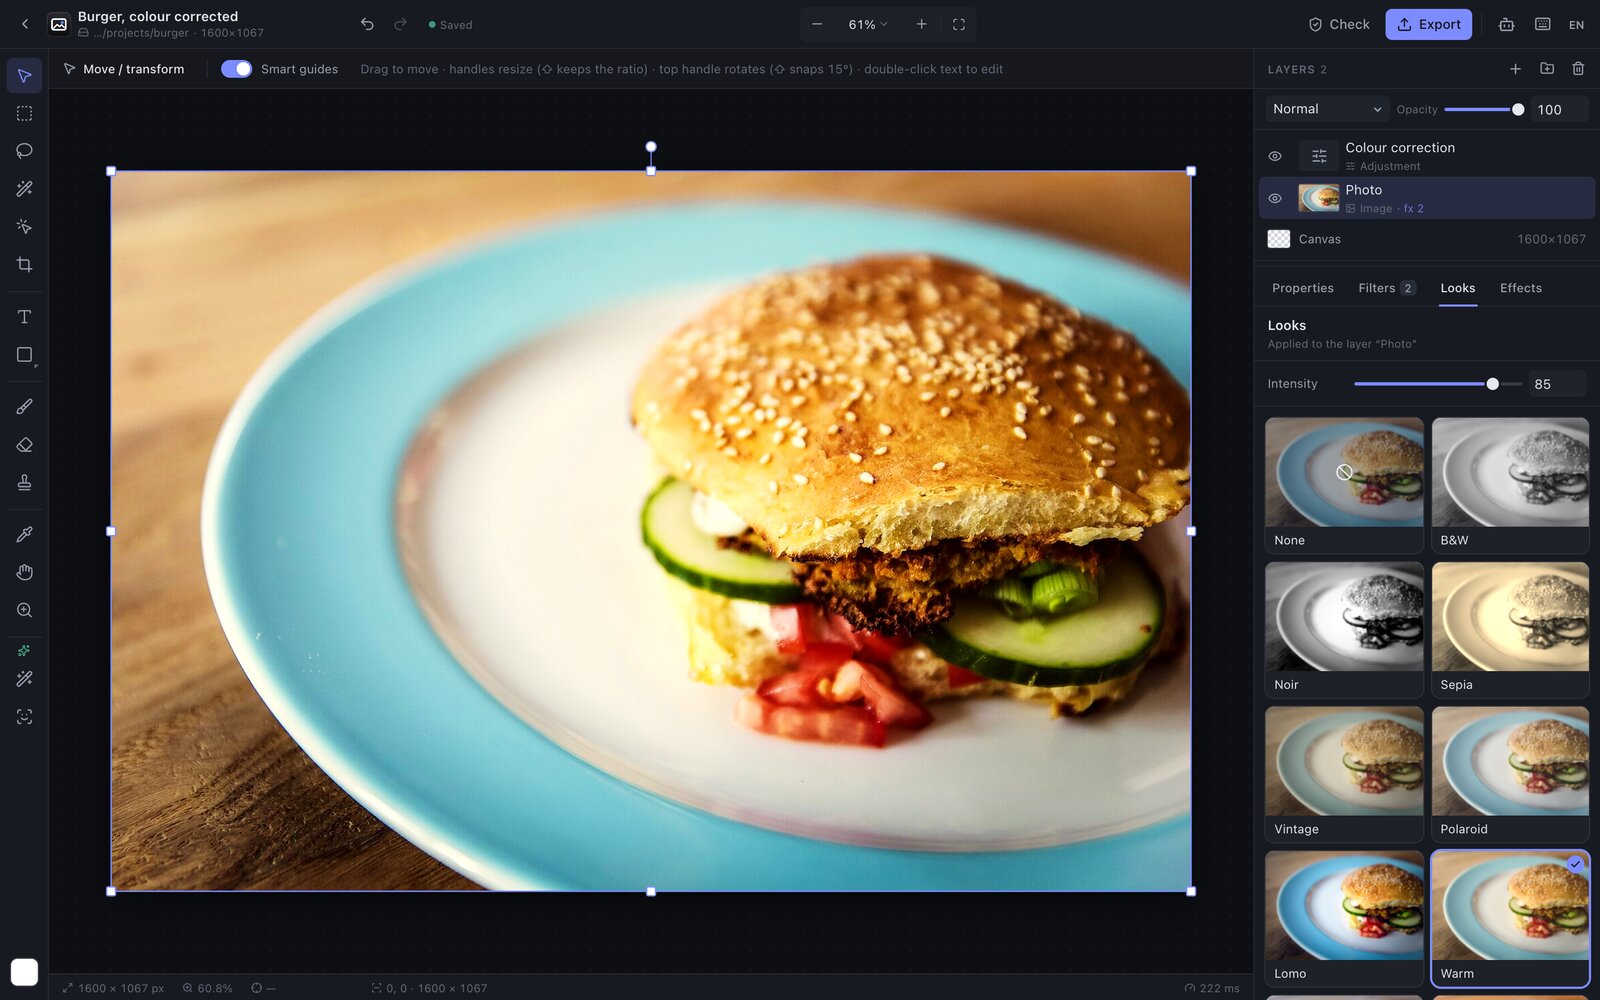 Burger, colour corrected
.../projects/burger · 1600×1067
Saved
61%
Check
Export
EN
Move / transform
Smart guides
Drag to move · handles resize (⇧ keeps the ratio) · top handle rotates (⇧ snaps 15°) · double-click text to edit
LAYERS 2
Normal
Opacity
100
Colour correction
Adjustment
Photo
Image · fx 2
Canvas
1600×1067
Properties
Filters 2
Looks
Effects
Looks
Applied to the layer “Photo”
Intensity
85
None
B&W
Noir
Sepia
Vintage
Polaroid
Lomo
Warm
1600 × 1067 px
60.8%
—
0, 0 · 1600 × 1067
222 ms